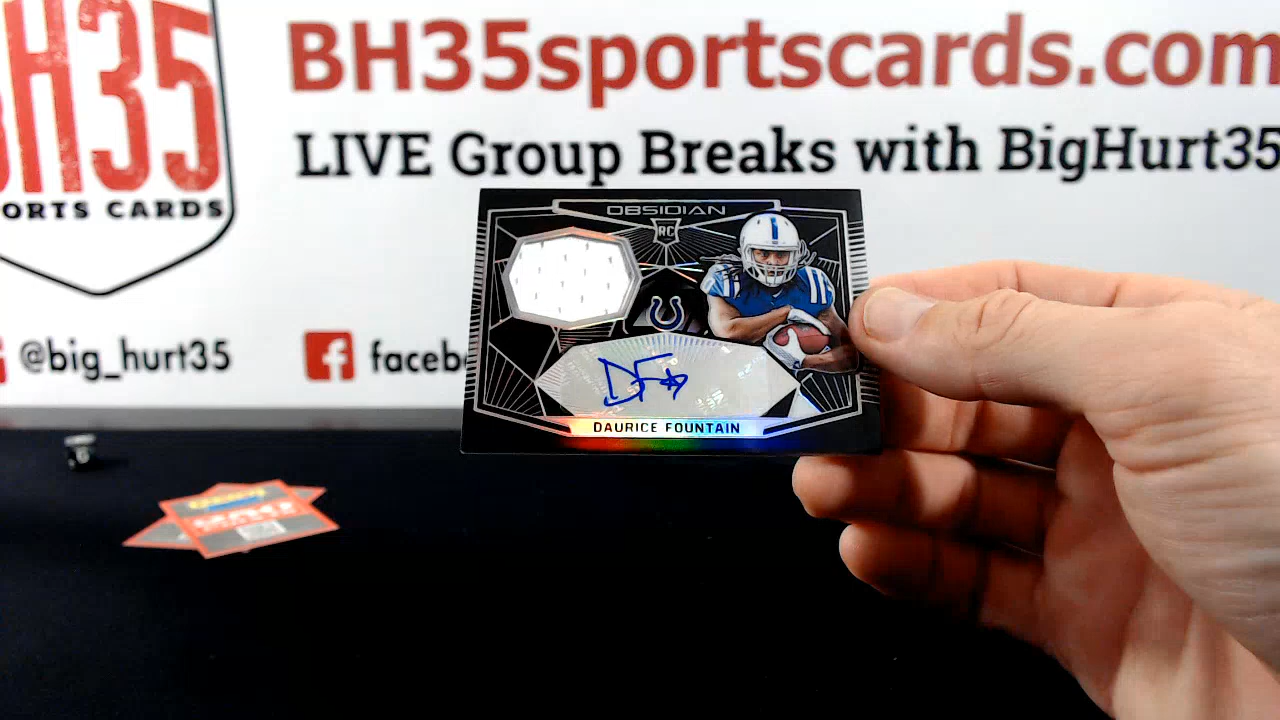 H35
ORTS CARDS
BH35sportscards.com
LIVE Group Breaks with BigHurt35
@big_hurt35
faceb
OBSIDIAN
RC
DAURICE FOUNTAIN